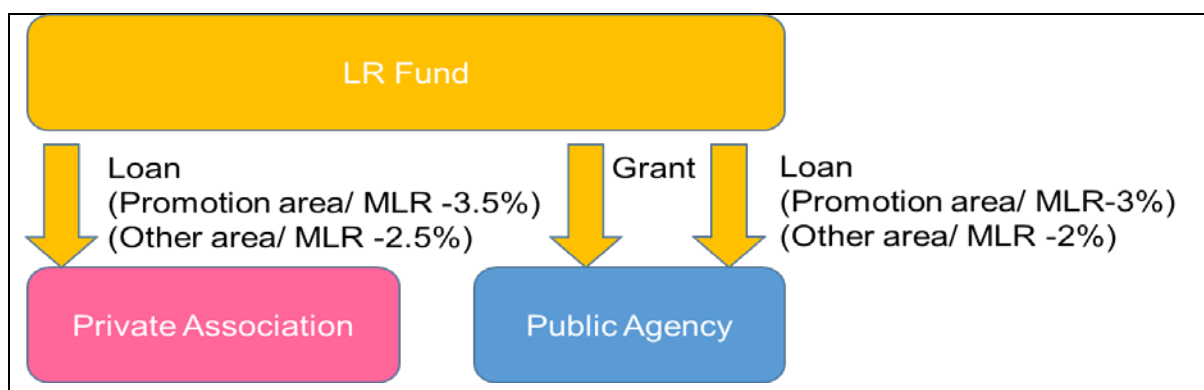 LR Fund
Loan
(Promotion area/ MLR -3.5%)
(Other area/ MLR -2.5%)
Grant
Loan
(Promotion area/ MLR-3%)
(Other area/ MLR -2%)
Private Association
Public Agency